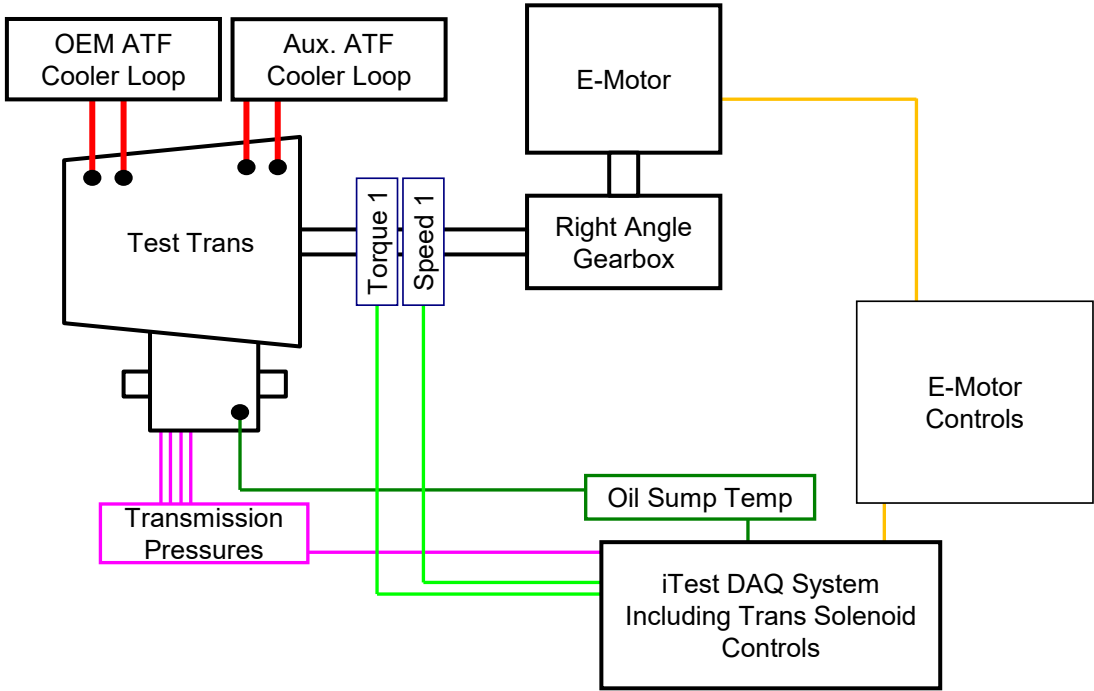 OEM ATF
Cooler Loop
Aux. ATF
Cooler Loop
E-Motor
Test Trans
Torque 1
Speed 1
Right Angle
Gearbox
E-Motor
Controls
Oil Sump Temp
Transmission
Pressures
iTest DAQ System
Including Trans Solenoid
Controls